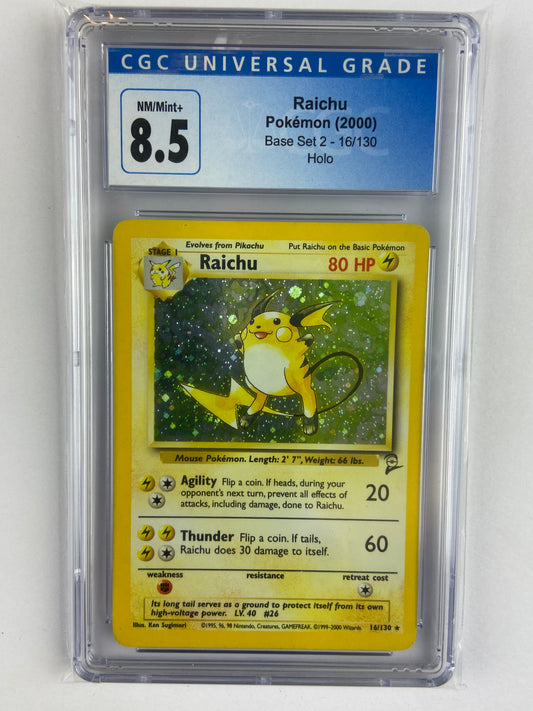 CGC UNIVERSAL GRADE
NM/Mint+
8.5
Raichu
Pokémon (2000)
Base Set 2 - 16/130
Holo
Evolves from Pikachu Put Raichu on the Basic Pokémon
STAGE 1
Raichu 80 HP
Mouse Pokémon. Length: 2' 7", Weight: 66 lbs.
Agility Flip a coin. If heads, during your
opponent's next turn, prevent all effects of
attacks, including damage, done to Raichu.
20
Thunder Flip a coin. If tails,
Raichu does 30 damage to itself.
60
weakness resistance retreat cost
Its long tail serves as a ground to protect itself from its own
high-voltage power. LV. 40 #26
Illus. Ken Sugimori ©1995, 96, 98 Nintendo, Creatures, GAMEFREAK. ©1999-2000 Wizards. 16/130 ★